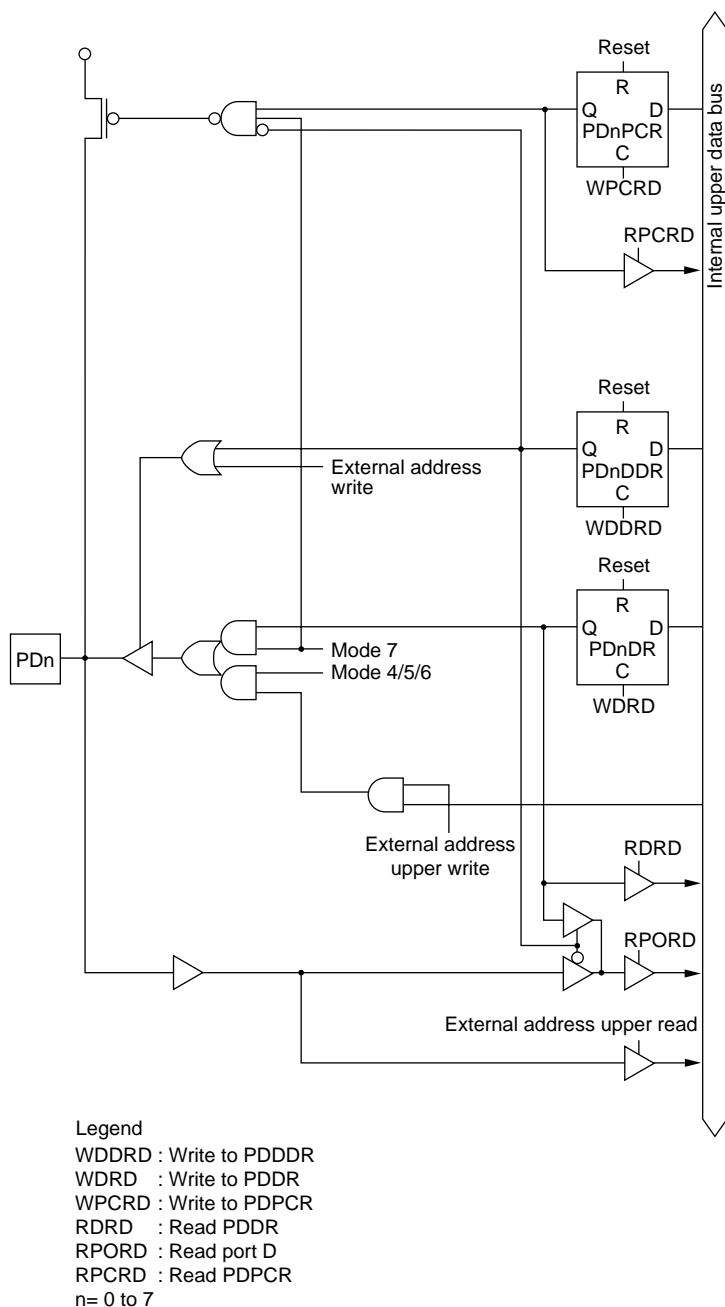 Reset
R
Q D
PDnPCR
C
WPCRD
RPCRD
Internal upper data bus
Reset
R
Q D
PDnDDR
C
WDDRD
External address
write
Reset
R
Q D
PDnDR
C
WDRD
PDn
Mode 7
Mode 4/5/6
External address
upper write
RDRD
RPORD
External address upper read
Legend
WDDRD : Write to PDDDR
WDRD : Write to PDDR
WPCRD : Write to PDPCR
RDRD : Read PDDR
RPORD : Read port D
RPCRD : Read PDPCR
n= 0 to 7